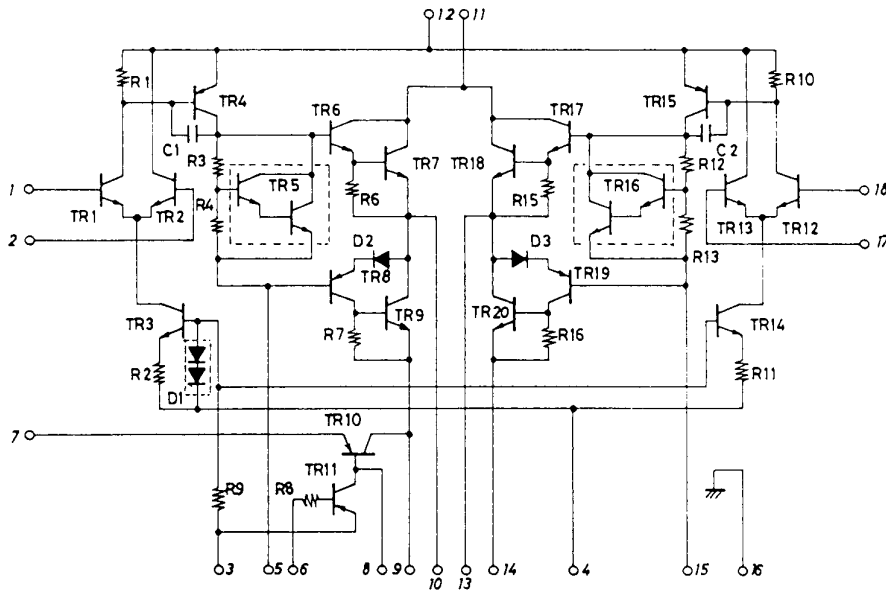 12 11
R1 R10
TR4 TR6 TR17 TR15
C1 C2
R3 TR5 TR7 TR18 TR16 R12
1 TR1 TR2 R4 R6 R15 TR13 TR12 18
2 D2 D3 R13 17
TR8 TR19
TR3 R7 TR9 TR20 R16 TR14
R2 R11
D1
7 TR10
TR11
R9 R8
3 5 6 8 9 10 13 14 4 15 16